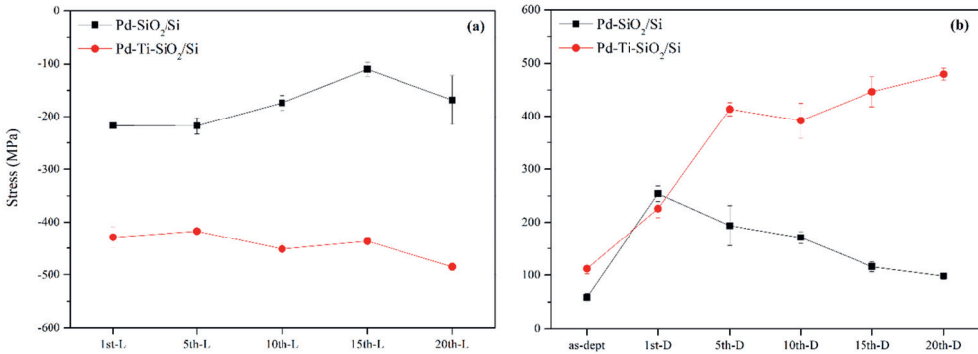 0
-100
-200
-300
-400
-500
-600
Stress (MPa)
Pd-SiO₂/Si
Pd-Ti-SiO₂/Si
(a)
1st-L 5th-L 10th-L 15th-L 20th-L
600
500
400
300
200
100
0
Pd-SiO₂/Si
Pd-Ti-SiO₂/Si
(b)
as-dept 1st-D 5th-D 10th-D 15th-D 20th-D